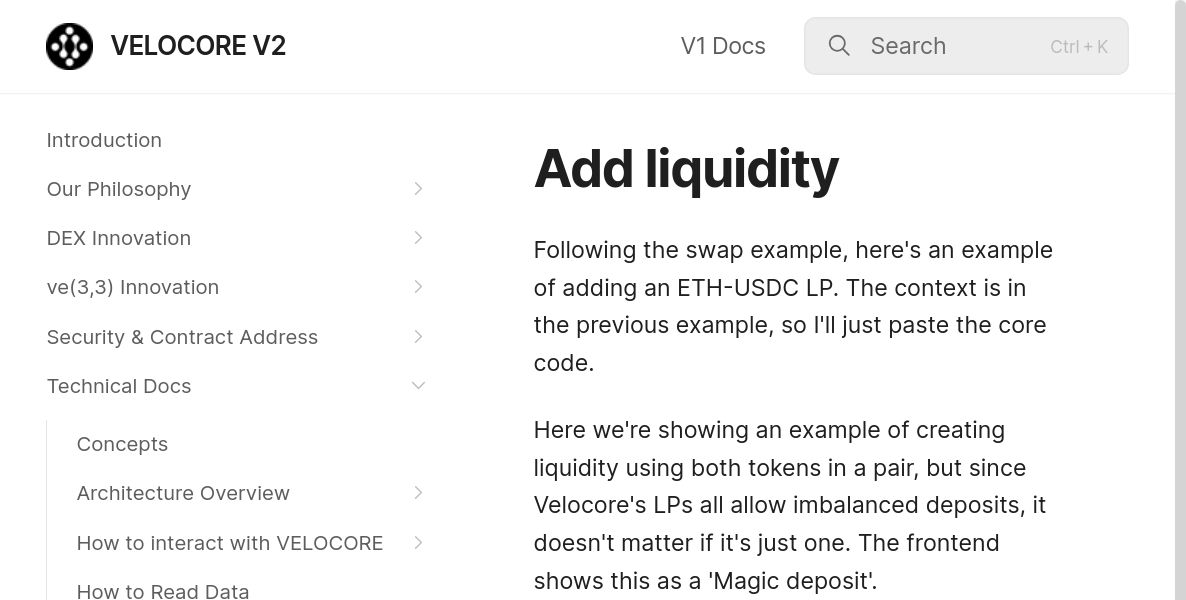 VELOCORE V2
V1 Docs
Search
Ctrl + K
Introduction
Our Philosophy
DEX Innovation
ve(3,3) Innovation
Security & Contract Address
Technical Docs
Concepts
Architecture Overview
How to interact with VELOCORE
How to Read Data
Add liquidity
Following the swap example, here's an example
of adding an ETH-USDC LP. The context is in
the previous example, so I'll just paste the core
code.
Here we're showing an example of creating
liquidity using both tokens in a pair, but since
Velocore's LPs all allow imbalanced deposits, it
doesn't matter if it's just one. The frontend
shows this as a 'Magic deposit'.